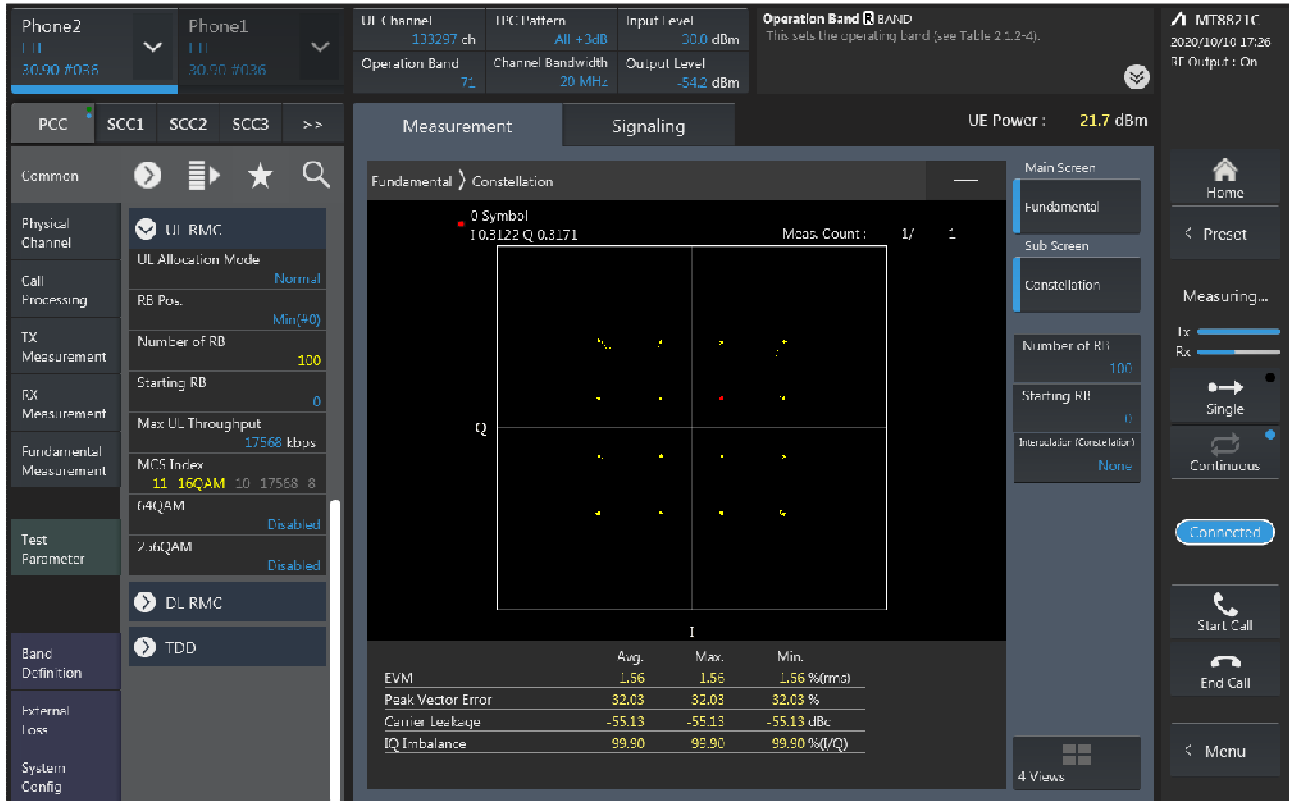 Phone2
Phone1
30.90 #036
30.90 #036
UL Channel
133297 ch
TPC Pattern
All +3dB
Input Level
30.0 dBm
Operation Band
71
Channel Bandwidth
20 MHz
Output Level
-54.2 dBm
Operation Band R BAND
This sets the operating band (see Table 2.1.2-4).
MT8821C
2020/10/10 17:26
RF Output : On
PCC SCC1 SCC2 SCC3 >>
Measurement
Signaling
UE Power : 21.7 dBm
Common
Physical
Channel
Call
Processing
TX
Measurement
RX
Measurement
Fundamental
Measurement
Test
Parameter
Band
Definition
External
Loss
System
Config
UL RMC
UL Allocation Mode
Normal
RB Pos.
Min(#0)
Number of RB
100
Starting RB
0
Max UL Throughput
17568 kbps
MCS Index
11 16QAM 10 17568 8
64QAM
Disabled
256QAM
Disabled
DL RMC
TDD
Fundamental
Constellation
0 Symbol
I 0.3122 Q 0.3171
Meas. Count : 1/ 1
Q
I
Avg. Max. Min.
EVM 1.56 1.56 1.56 %(rms)
Peak Vector Error 32.03 32.03 32.03 %
Carrier Leakage -55.13 -55.13 -55.13 dBc
IQ Imbalance 99.90 99.90 99.90 %(I/Q)
Main Screen
Fundamental
Sub Screen
Constellation
Number of RB
100
Starting RB
0
Interpolation (Constellation)
None
4 Views
Home
Preset
Measuring...
Tx
Rx
Single
Continuous
Connected
Start Call
End Call
Menu